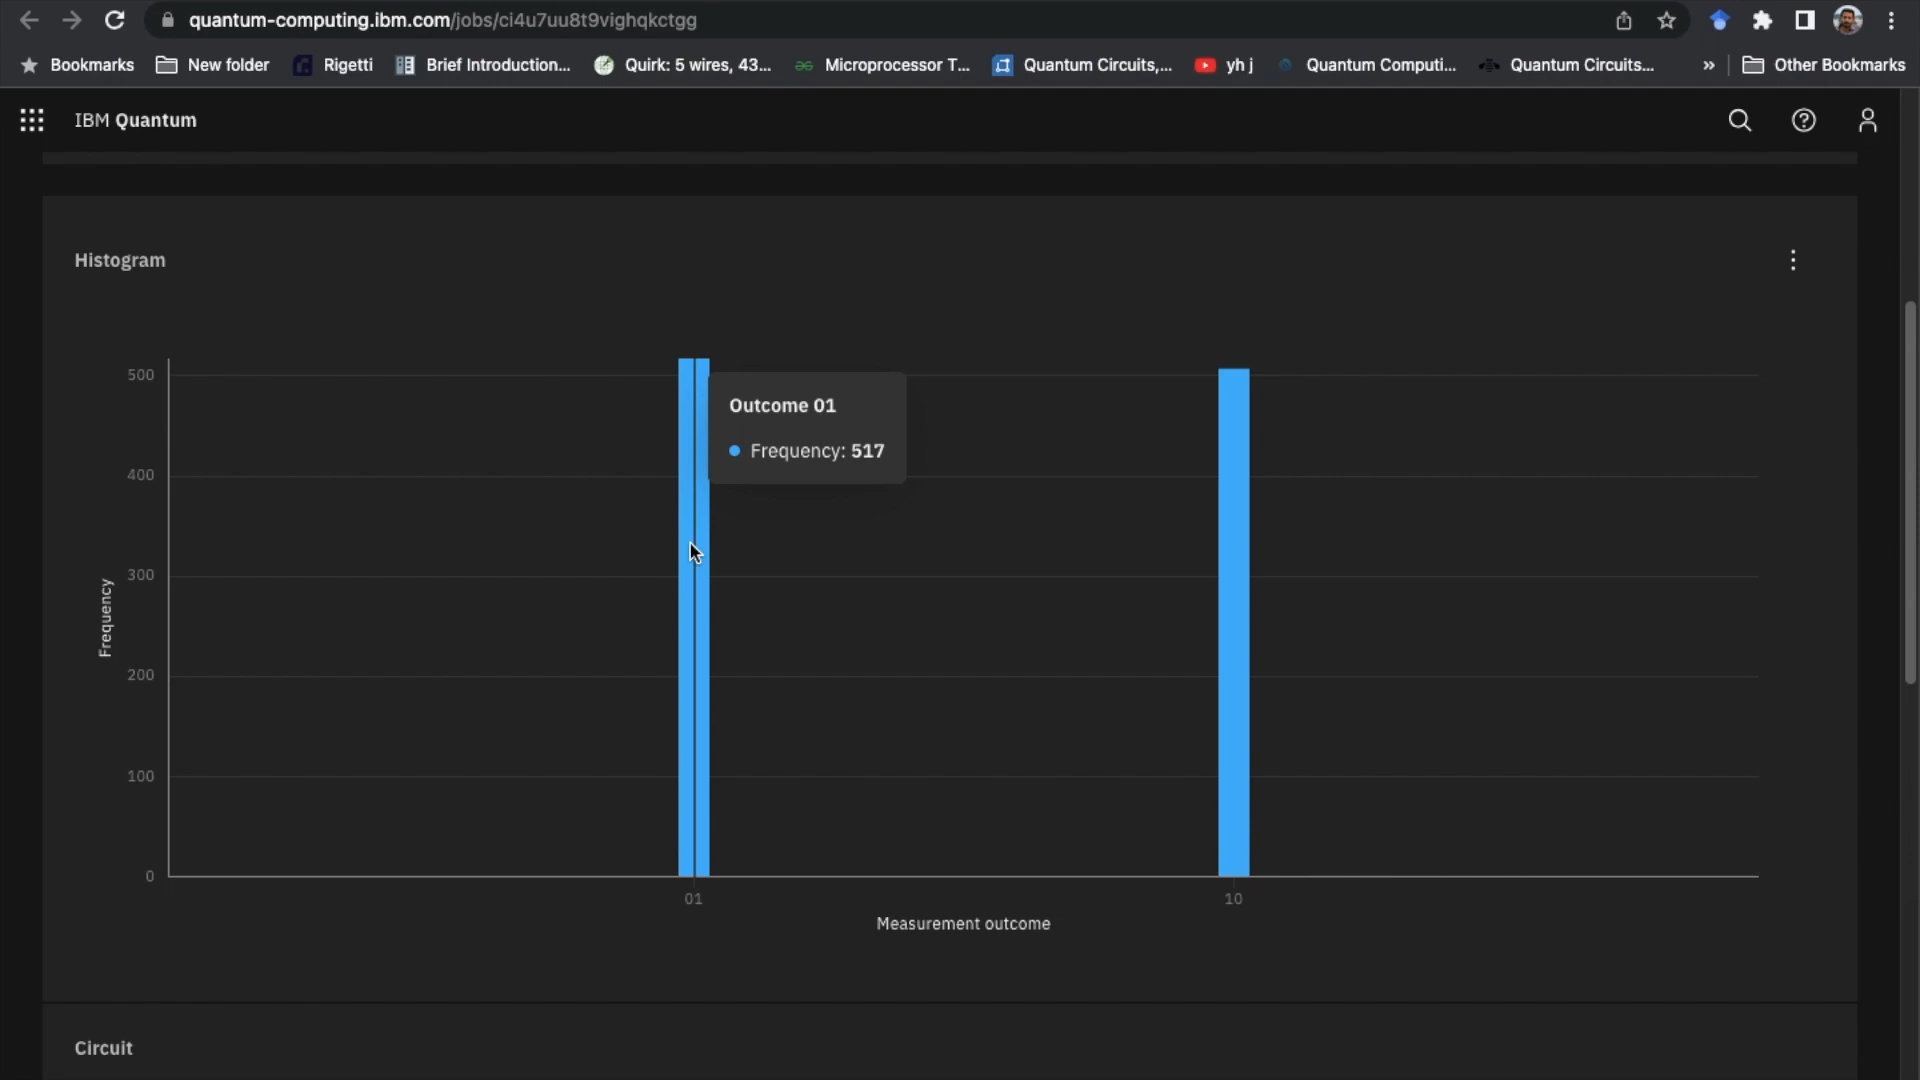 quantum-computing.ibm.com/jobs/ci4u7uu8t9vighqkctgg
Bookmarks New folder Rigetti Brief Introduction... Quirk: 5 wires, 43... Microprocessor T... Quantum Circuits,... yh j Quantum Computi... Quantum Circuits... » Other Bookmarks
IBM Quantum
Histogram
500
400
300
200
100
0
Frequency
Outcome 01
Frequency: 517
01 10
Measurement outcome
Circuit